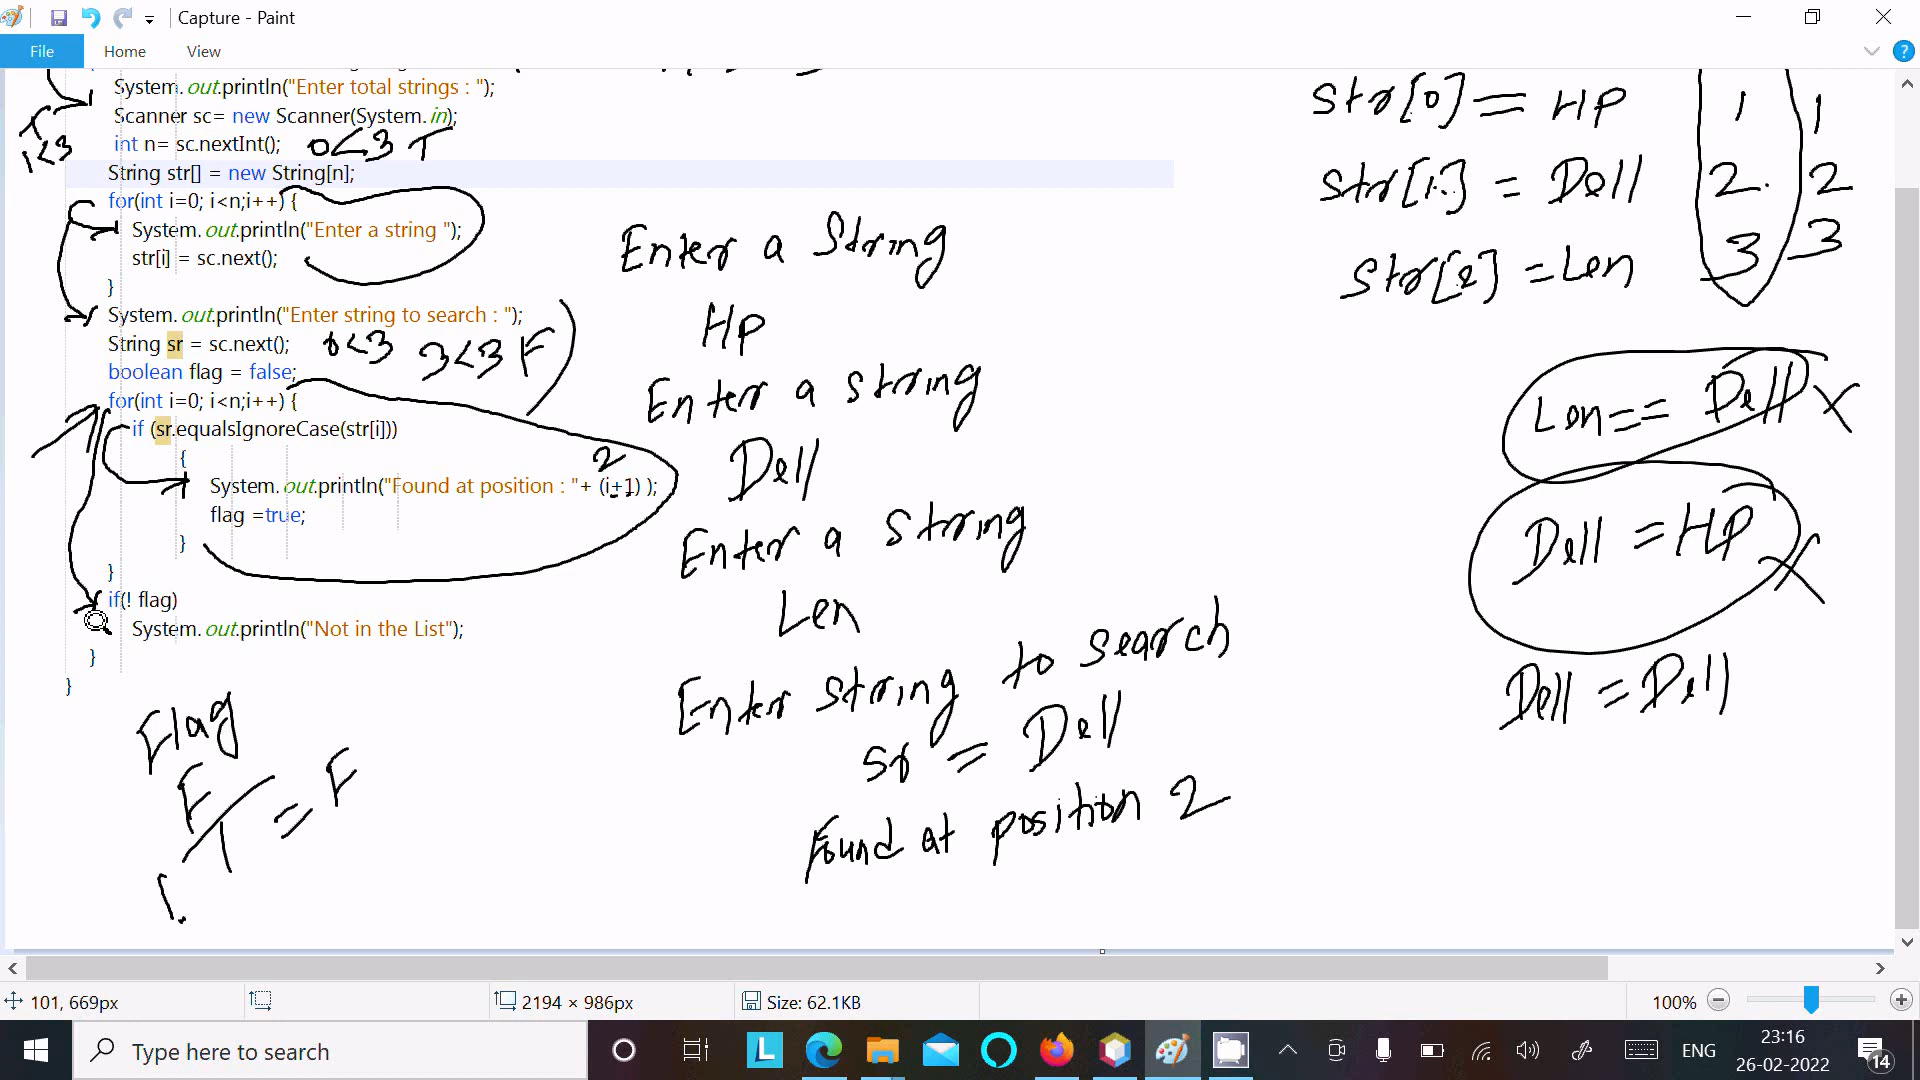 Capture - Paint
File Home View
System.out.println("Enter total strings : ");
Scanner sc= new Scanner(System.in);
int n= sc.nextInt();
0<3 T
i<3
String str[] = new String[n];
for(int i=0; i<n;i++) {
System.out.println("Enter a string ");
str[i] = sc.next();
}
System.out.println("Enter string to search : ");
String sr = sc.next();
0<3 3<3 F
boolean flag = false;
for(int i=0; i<n;i++) {
if (sr.equalsIgnoreCase(str[i]))
{
2
System.out.println("Found at position : "+ (i+1) );
flag =true;
}
}
if(! flag)
System.out.println("Not in the List");
}
}
Flag
F
= F
Enter a String
HP
Enter a string
Dell
Enter a string
Len
Enter string to search
sr = Dell
Found at position 2
str[0] = HP 1 1
str[1] = Dell 2 2
str[2] = Len 3 3
Len == Dell X
Dell = HP X
Dell = Dell
101, 669px
2194 × 986px
Size: 62.1KB
100%
Type here to search
ENG
23:16
26-02-2022
14